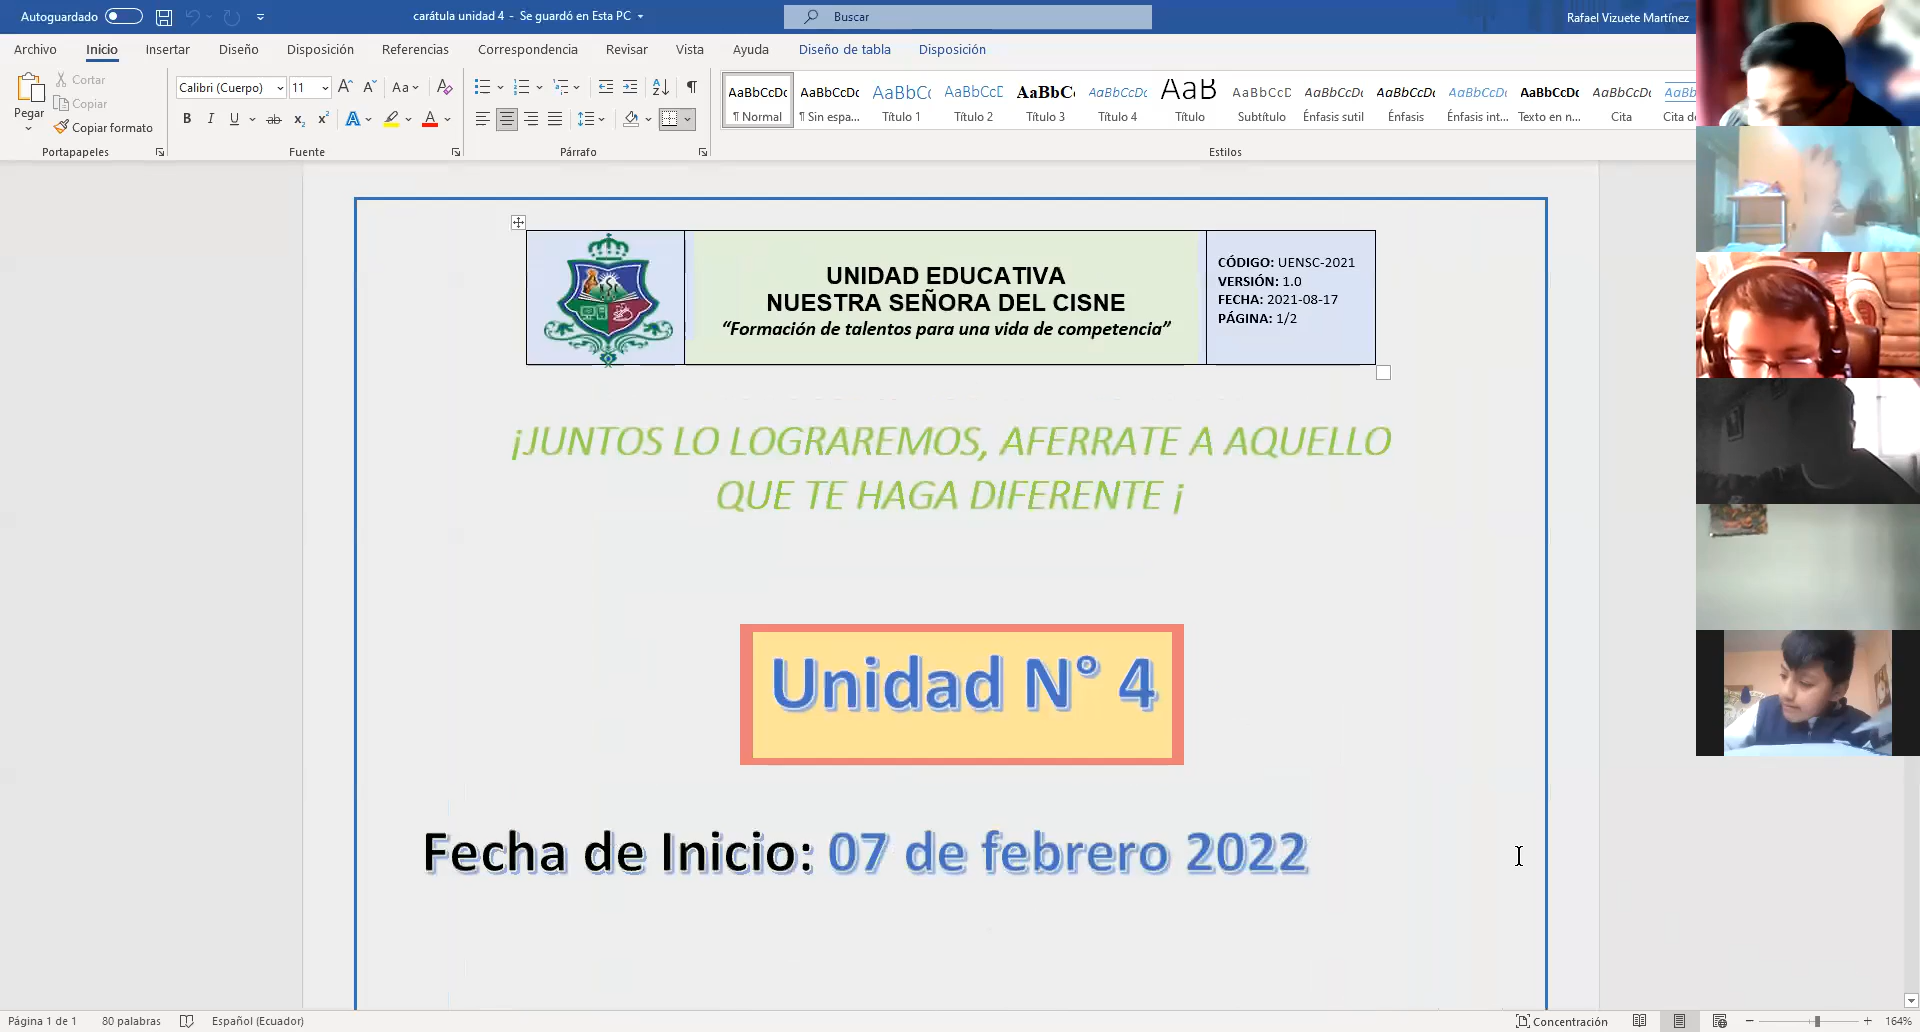 Autoguardado
carátula unidad 4 - Se guardó en Esta PC
Buscar
Rafael Vizuete Martínez
Archivo Inicio Insertar Diseño Disposición Referencias Correspondencia Revisar Vista Ayuda Diseño de tabla Disposición
Pegar
Cortar
Copiar
Copiar formato
Portapapeles
Calibri (Cuerpo) 11
Fuente
Párrafo
AaBbCcDc AaBbCcDc AaBbC( AaBbCcE AaBbC( AaBbCcDc AaB AaBbCcD AaBbCcDc AaBbCcDc AaBbCcDc AaBbCcDc AaBbCcDc AaBb
¶ Normal ¶ Sin espa... Título 1 Título 2 Título 3 Título 4 Título Subtítulo Énfasis sutil Énfasis Énfasis int... Texto en n... Cita Cita de
Estilos
UNIDAD EDUCATIVA
NUESTRA SEÑORA DEL CISNE
“Formación de talentos para una vida de competencia”
CÓDIGO: UENSC-2021
VERSIÓN: 1.0
FECHA: 2021-08-17
PÁGINA: 1/2
¡JUNTOS LO LOGRAREMOS, AFERRATE A AQUELLO
QUE TE HAGA DIFERENTE ¡
Unidad N° 4
Fecha de Inicio: 07 de febrero 2022
Página 1 de 1 80 palabras Español (Ecuador) Concentración 164%